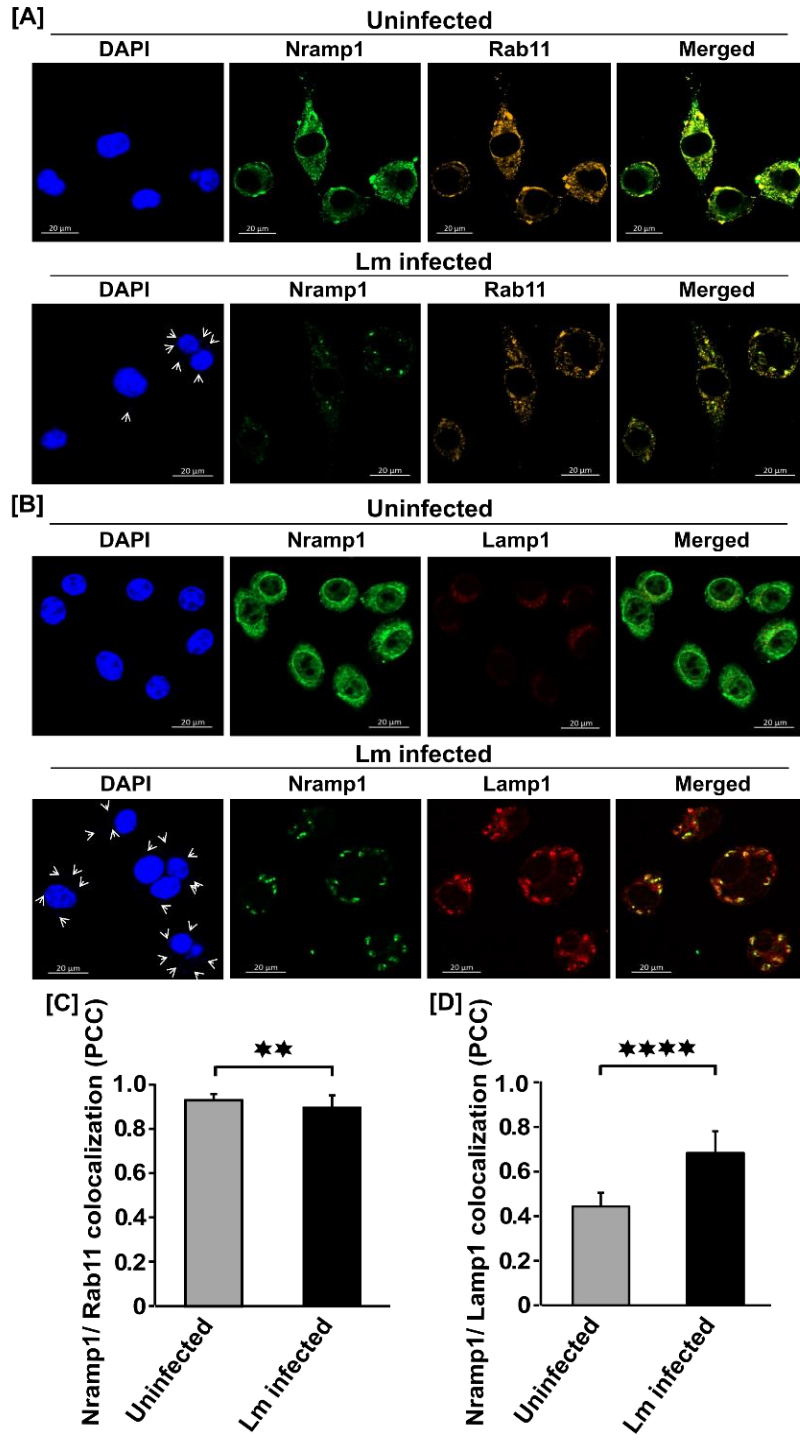 [A]
Uninfected
DAPI Nramp1 Rab11 Merged
20 µm 20 µm 20 µm 20 µm
Lm infected
DAPI Nramp1 Rab11 Merged
20 µm 20 µm 20 µm 20 µm
[B]
Uninfected
DAPI Nramp1 Lamp1 Merged
20 µm 20 µm 20 µm 20 µm
Lm infected
DAPI Nramp1 Lamp1 Merged
20 µm 20 µm 20 µm 20 µm
[C]
Nramp1/ Rab11 colocalization (PCC)
★★
1.0
0.8
0.6
0.4
0.2
0
Uninfected
Lm infected
[D]
Nramp1/ Lamp1 colocalization (PCC)
★★★★
1.0
0.8
0.6
0.4
0.2
0
Uninfected
Lm infected